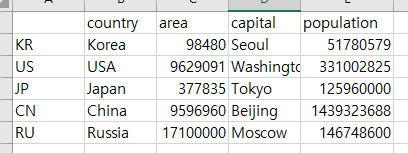 country area capital population
KR Korea 98480 Seoul 51780579
US USA 9629091 Washingtc 331002825
JP Japan 377835 Tokyo 125960000
CN China 9596960 Beijing 1439323688
RU Russia 17100000 Moscow 146748600